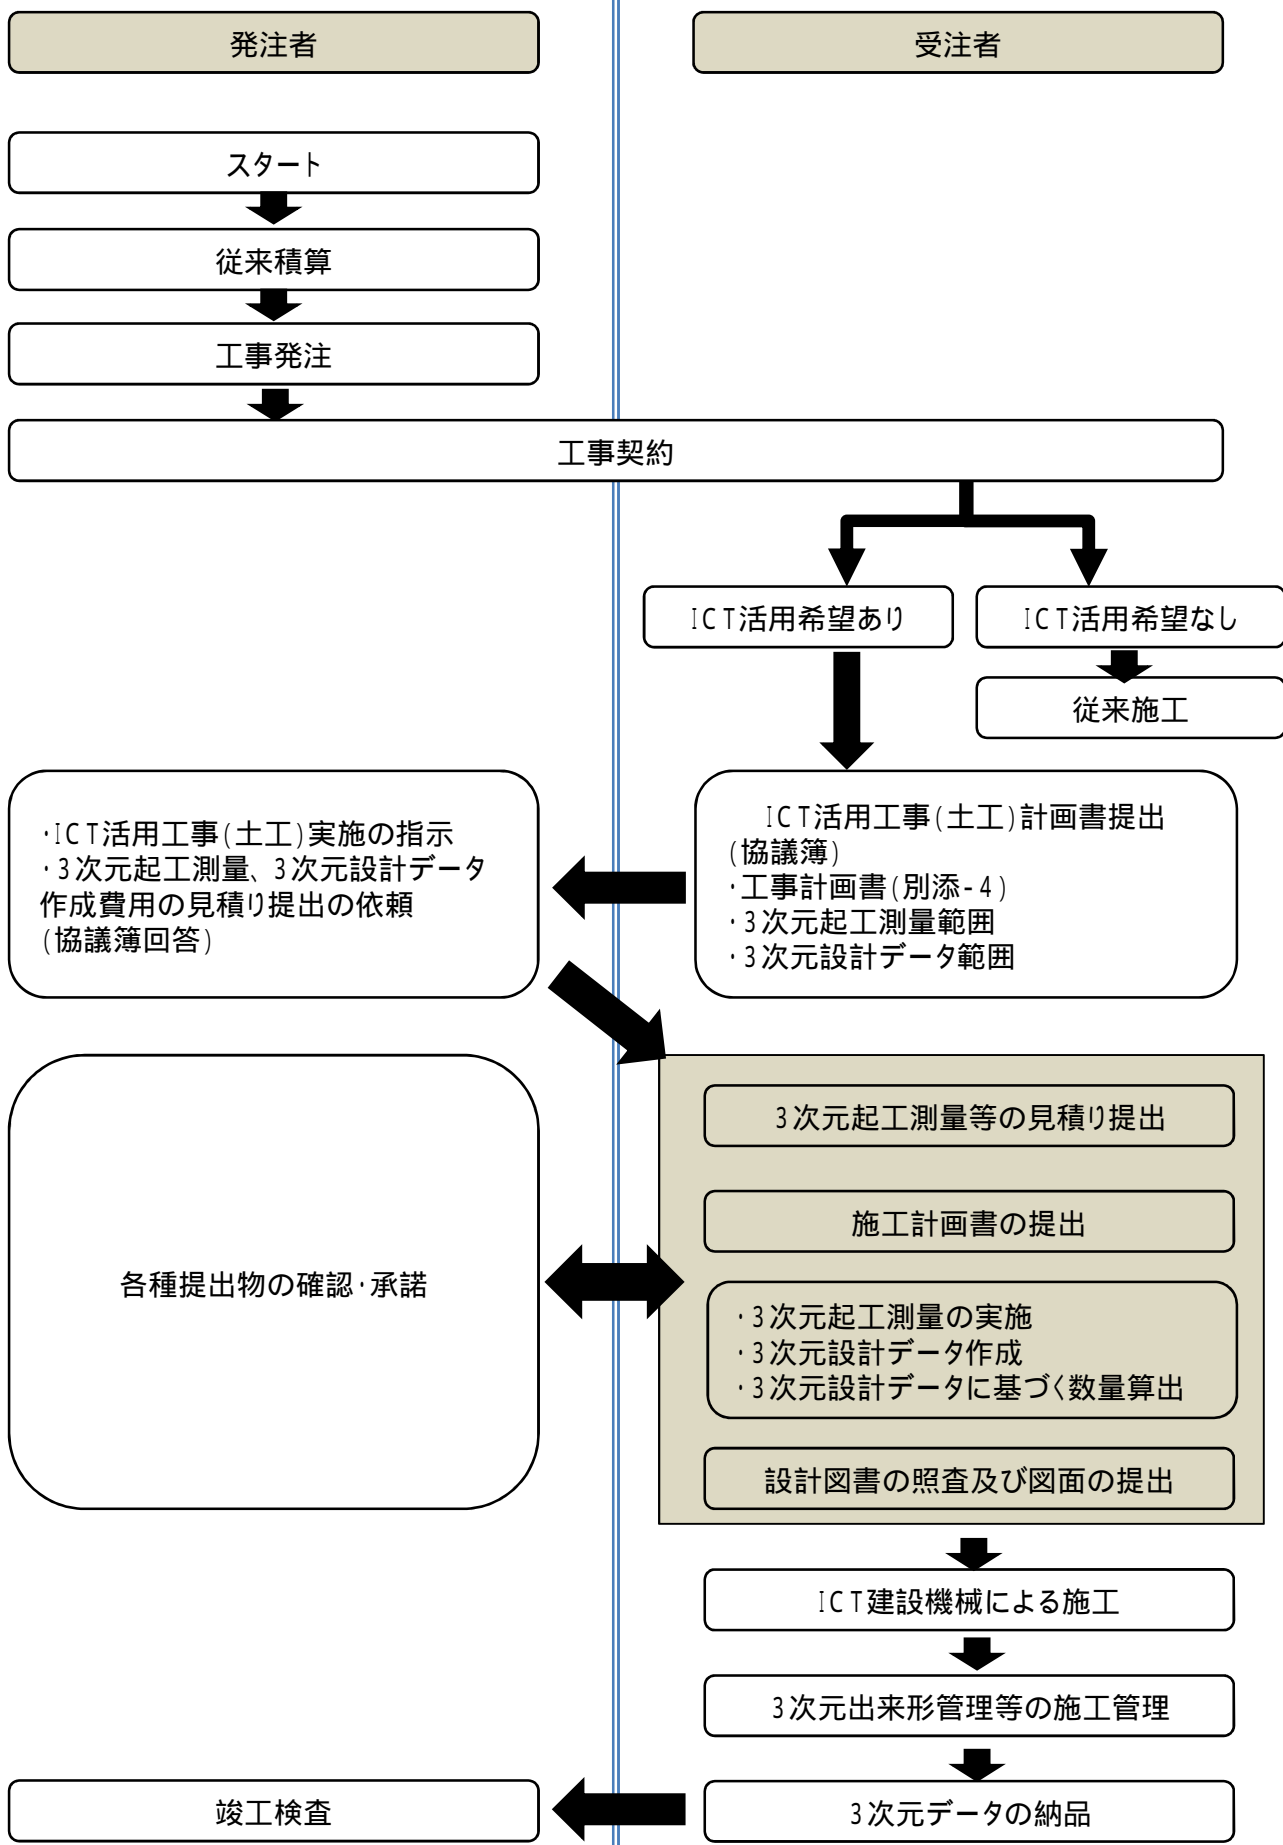 発注者
受注者
スタート
従来積算
工事発注
工事契約
ICT活用希望あり
ICT活用希望なし
従来施工
・ICT活用工事(土工)実施の指示
・3次元起工測量、3次元設計データ
作成費用の見積り提出の依頼
(協議簿回答)
ICT活用工事(土工)計画書提出
(協議簿)
・工事計画書(別添-4)
・3次元起工測量範囲
・3次元設計データ範囲
各種提出物の確認・承諾
3次元起工測量等の見積り提出
施工計画書の提出
・3次元起工測量の実施
・3次元設計データ作成
・3次元設計データに基づく数量算出
設計図書の照査及び図面の提出
ICT建設機械による施工
3次元出来形管理等の施工管理
竣工検査
3次元データの納品